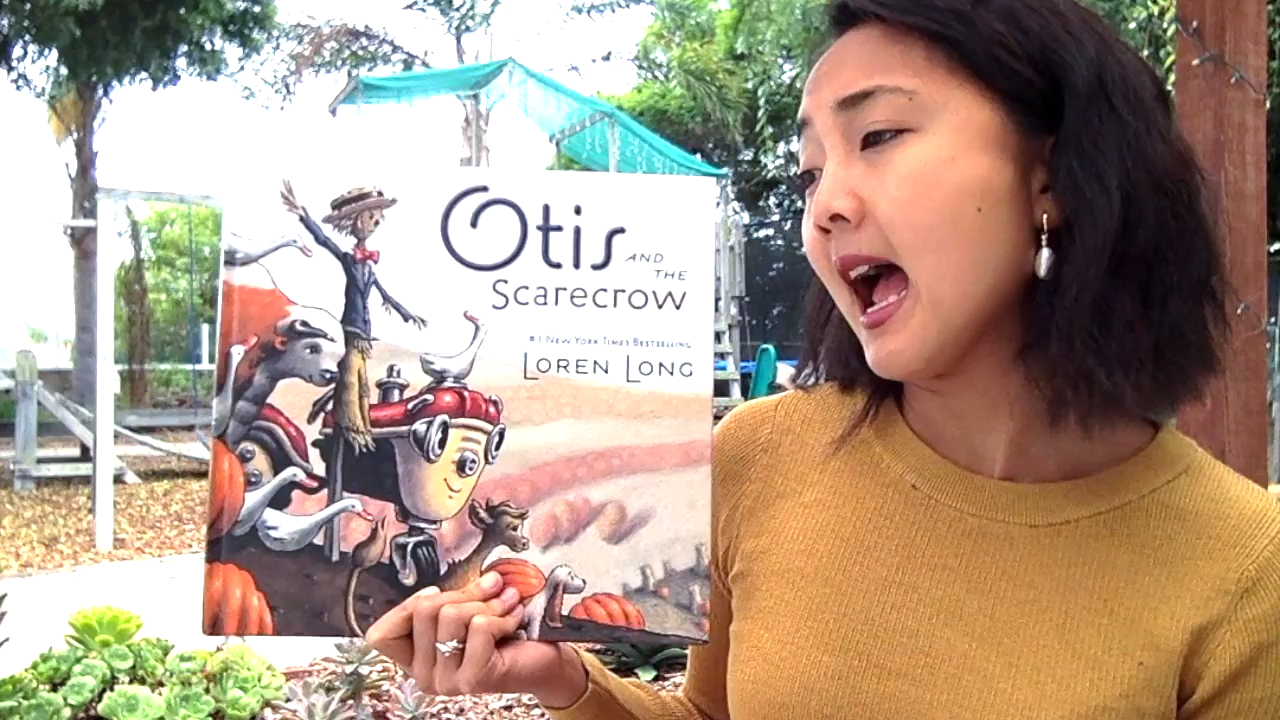 Otis AND
THE
Scarecrow
#1 NEW YORK TIMES BESTSELLING
LOREN LONG